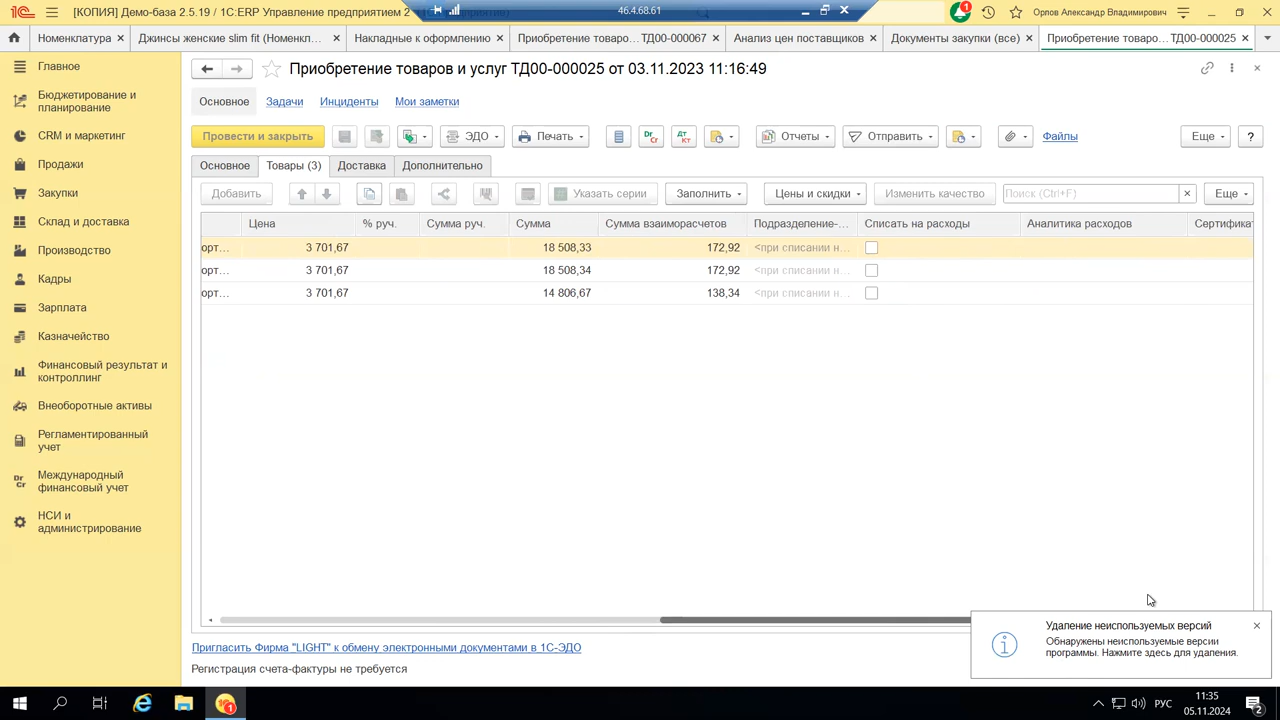 [КОПИЯ] Демо-база 2.5.19 / 1С:ERP Управление предприятием 2
46.4.68.61
Орлов Александр Владимирович
Номенклатура
Джинсы женские slim fit (Номенкл...
Накладные к оформлению
Приобретение товаро... ТД00-000067
Анализ цен поставщиков
Документы закупки (все)
Приобретение товаро... ТД00-000025
Главное
Бюджетирование и планирование
CRM и маркетинг
Продажи
Закупки
Склад и доставка
Производство
Кадры
Зарплата
Казначейство
Финансовый результат и контроллинг
Внеоборотные активы
Регламентированный учет
Международный финансовый учет
НСИ и администрирование
Приобретение товаров и услуг ТД00-000025 от 03.11.2023 11:16:49
Основное Задачи Инциденты Мои заметки
Провести и закрыть ЭДО Печать Отчеты Отправить Файлы Еще ?
Основное Товары (3) Доставка Дополнительно
Добавить Указать серии Заполнить Цены и скидки Изменить качество Поиск (Ctrl+F) Еще
Цена % руч. Сумма руч. Сумма Сумма взаиморасчетов Подразделение-... Списать на расходы Аналитика расходов Сертификат
орт... 3 701,67 18 508,33 172,92 <при списании н...
орт... 3 701,67 18 508,34 172,92 <при списании н...
орт... 3 701,67 14 806,67 138,34 <при списании н...
Удаление неиспользуемых версий
Обнаружены неиспользуемые версии
программы. Нажмите здесь для удаления.
Пригласить Фирма "LIGHT" к обмену электронными документами в 1С-ЭДО
Регистрация счета-фактуры не требуется
РУС
11:35
05.11.2024